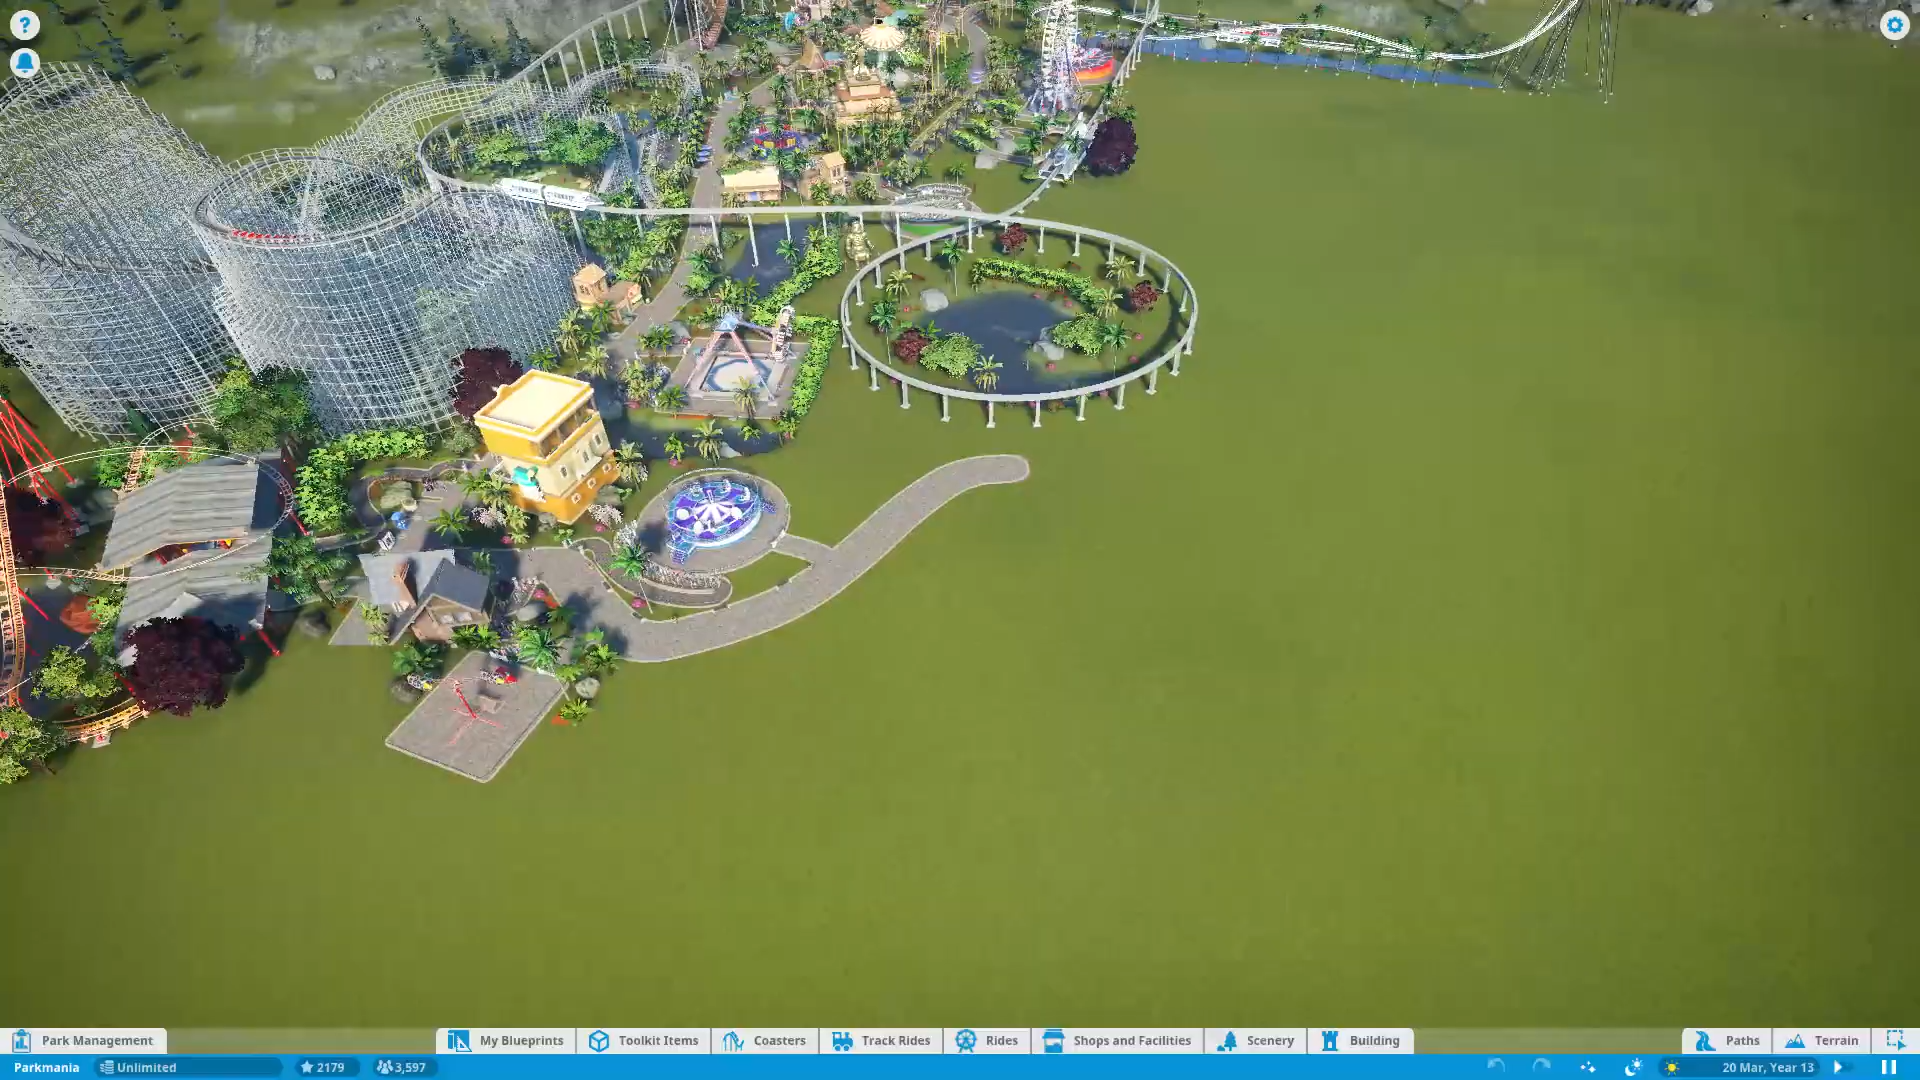 ?
Park Management
My Blueprints
Toolkit Items
Coasters
Track Rides
Rides
Shops and Facilities
Scenery
Building
Paths
Terrain
Parkmania
Unlimited
2179
3,597
20 Mar, Year 13